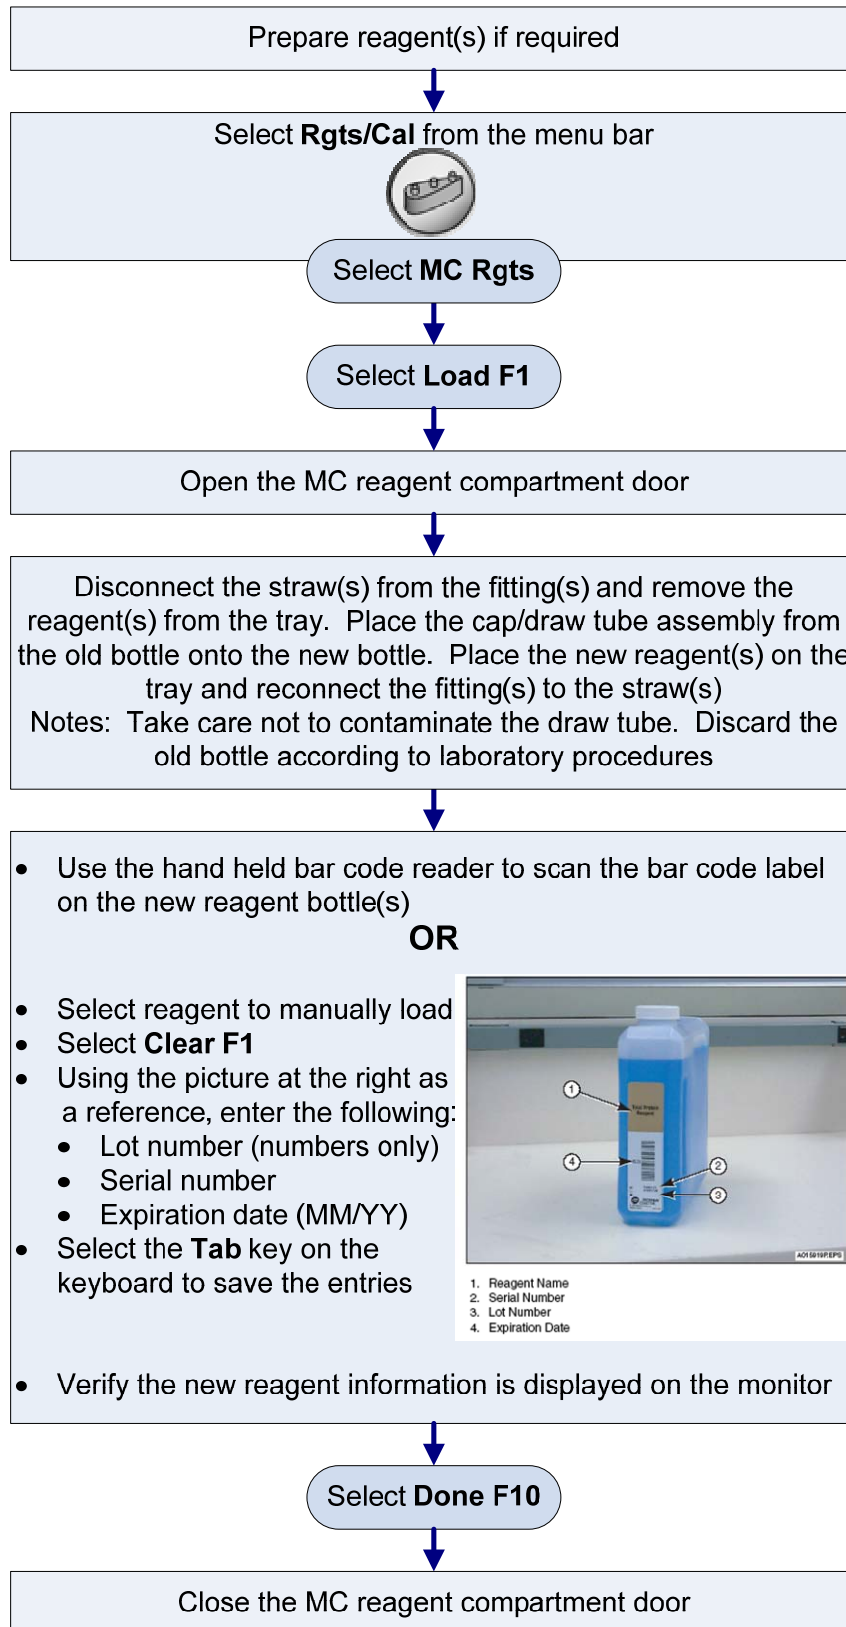 Prepare reagent(s) if required
Select Rgts/Cal from the menu bar
Select MC Rgts
Select Load F1
Open the MC reagent compartment door
Disconnect the straw(s) from the fitting(s) and remove the
reagent(s) from the tray. Place the cap/draw tube assembly from
the old bottle onto the new bottle. Place the new reagent(s) on the
tray and reconnect the fitting(s) to the straw(s)
Notes: Take care not to contaminate the draw tube. Discard the
old bottle according to laboratory procedures
• Use the hand held bar code reader to scan the bar code label
on the new reagent bottle(s)
OR
• Select reagent to manually load
• Select Clear F1
• Using the picture at the right as
a reference, enter the following:
• Lot number (numbers only)
• Serial number
• Expiration date (MM/YY)
• Select the Tab key on the
keyboard to save the entries
1
4
2
3
A015919P.EPS
1. Reagent Name
2. Serial Number
3. Lot Number
4. Expiration Date
• Verify the new reagent information is displayed on the monitor
Select Done F10
Close the MC reagent compartment door